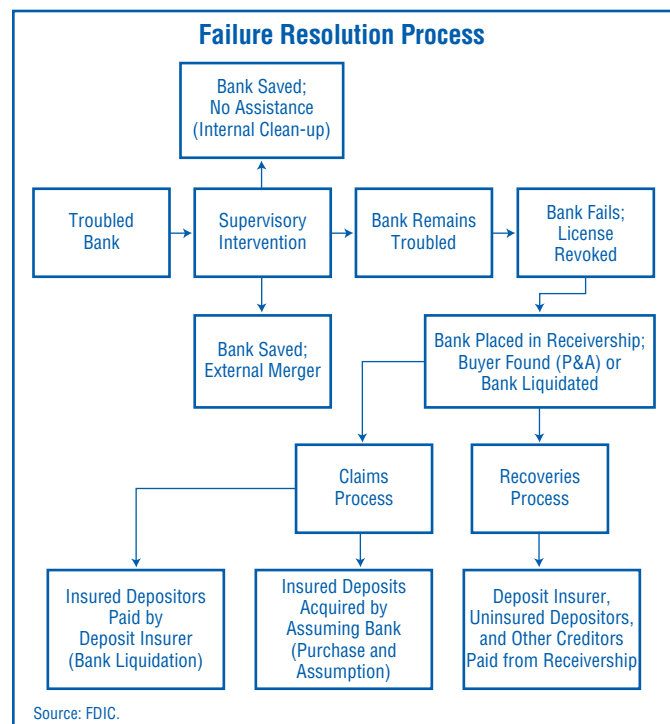 Failure Resolution Process
Bank Saved;
No Assistance
(Internal Clean-up)
Troubled
Bank
Supervisory
Intervention
Bank Remains
Troubled
Bank Fails;
License
Revoked
Bank Saved;
External Merger
Bank Placed in Receivership;
Buyer Found (P&A) or
Bank Liquidated
Claims
Process
Recoveries
Process
Insured Depositors
Paid by
Deposit Insurer
(Bank Liquidation)
Insured Deposits
Acquired by
Assuming Bank
(Purchase and
Assumption)
Deposit Insurer,
Uninsured Depositors,
and Other Creditors
Paid from Receivership
Source: FDIC.